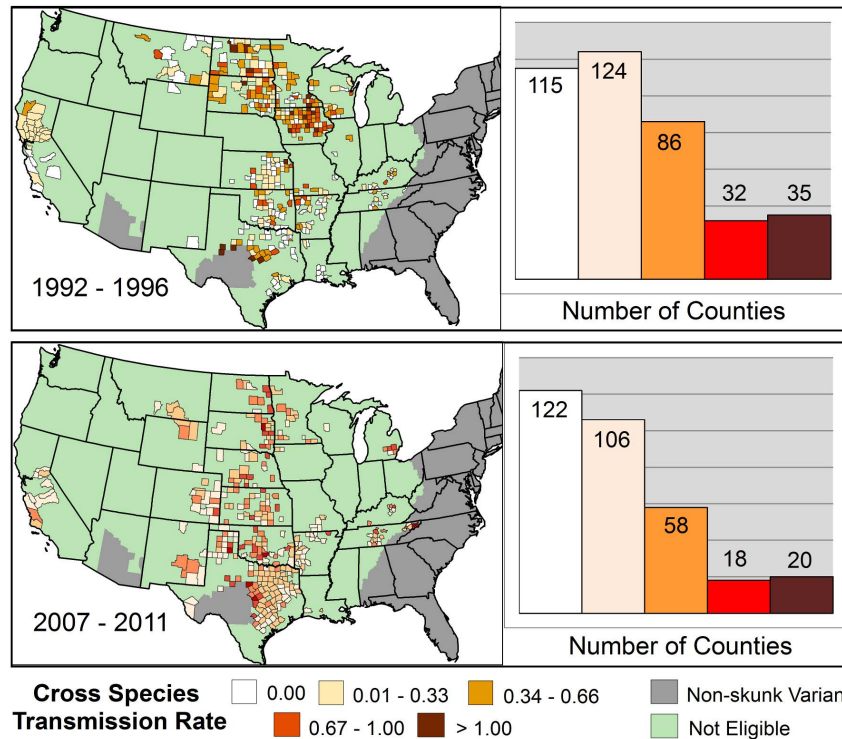 115
124
86
32
35
1992 - 1996
Number of Counties
122
106
58
18
20
2007 - 2011
Number of Counties
Cross Species
Transmission Rate
0.00
0.01 - 0.33
0.34 - 0.66
Non-skunk Varian
0.67 - 1.00
> 1.00
Not Eligible